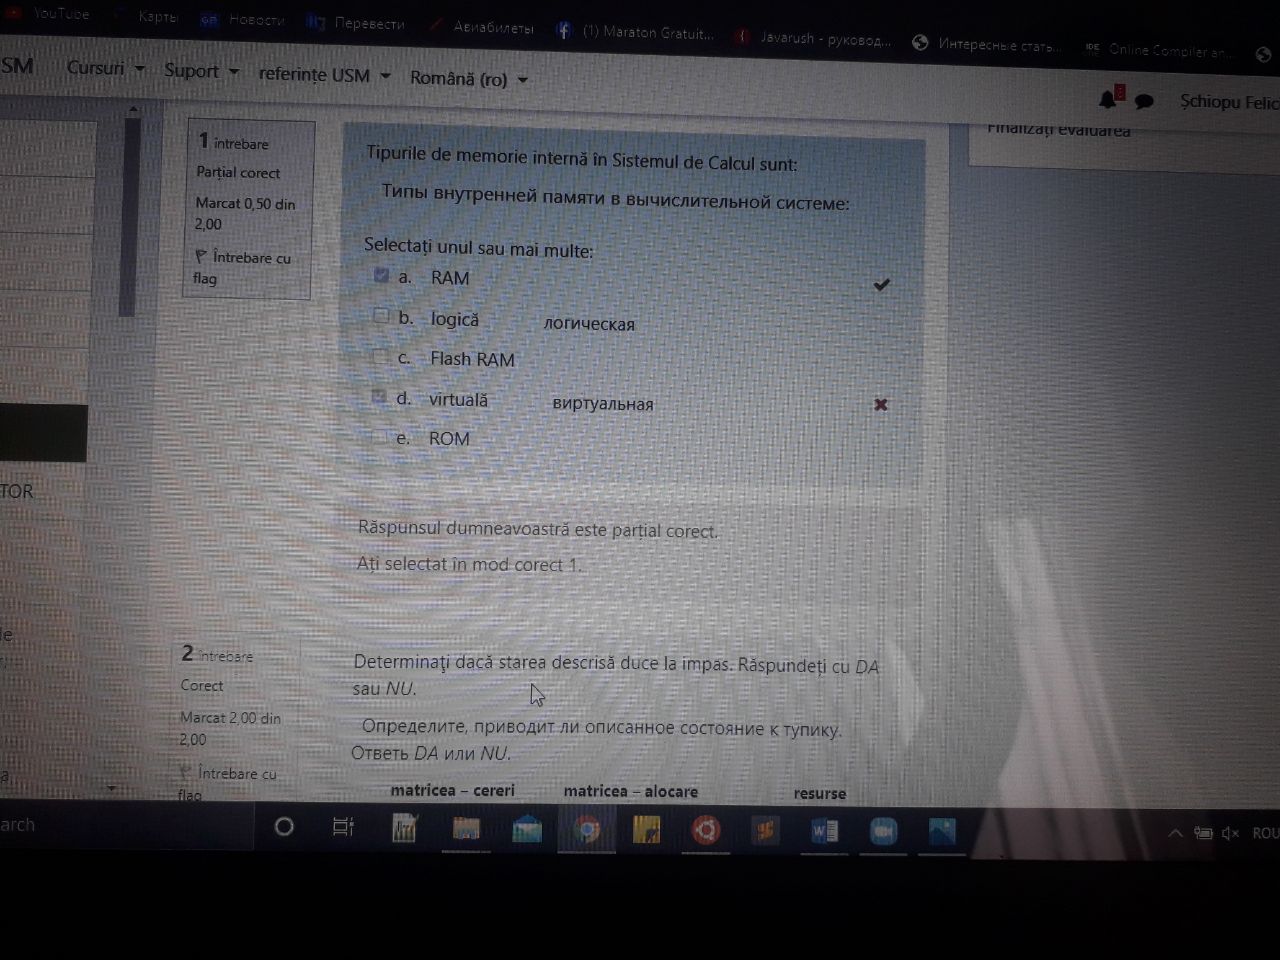 YouTube Карты Новости Перевести Авиабилеты (1) Maraton Gratuit... Javarush - руковод... Интересные стать... Online Compiler an...
SM Cursuri Suport referințe USM Română (ro) Șchiopu Felic
Finalizați evaluarea
1 întrebare
Parțial corect
Marcat 0,50 din
2,00
Întrebare cu
flag
Tipurile de memorie internă în Sistemul de Calcul sunt:
Типы внутренней памяти в вычислительной системе:
Selectați unul sau mai multe:
a. RAM
b. logică логическая
c. Flash RAM
d. virtuală виртуальная
e. ROM
TOR
Răspunsul dumneavoastră este parțial corect.
Ați selectat în mod corect 1.
2 întrebare
Corect
Marcat 2,00 din
2,00
Întrebare cu
flag
Determinați dacă starea descrisă duce la impas. Răspundeți cu DA
sau NU.
Определите, приводит ли описанное состояние к тупику.
Ответь DA или NU.
matricea – cereri matricea – alocare resurse
arch
ROU